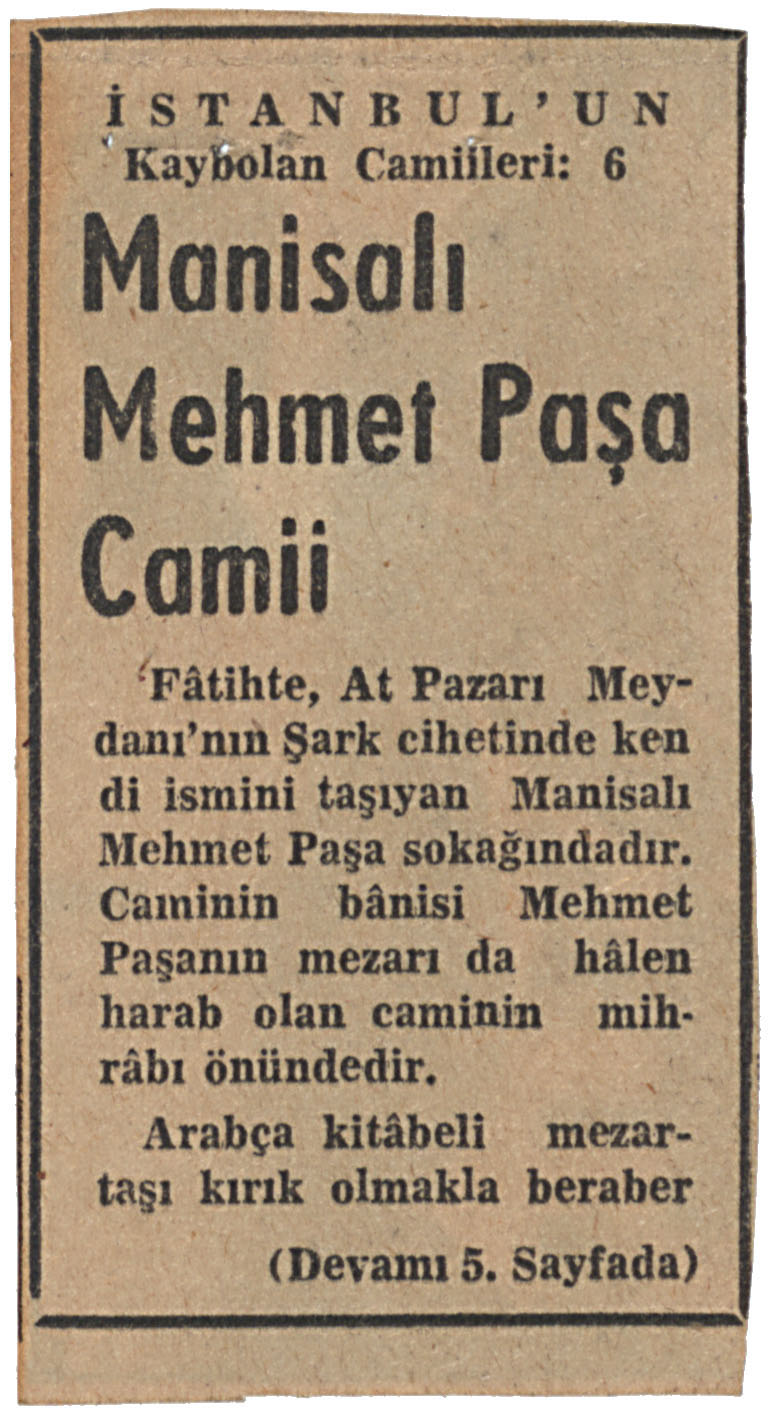 İSTANBUL'UN
Kaybolan Camiileri: 6
Manisalı
Mehmet Paşa
Camii
Fâtihte, At Pazarı Mey-
danı'nın Şark cihetinde ken
di ismini taşıyan Manisalı
Mehmet Paşa sokağındadır.
Caminin bânisi Mehmet
Paşanın mezarı da hâlen
harab olan caminin mih-
râbı önündedir.
Arabça kitâbeli mezar-
taşı kırık olmakla beraber
(Devamı 5. Sayfada)